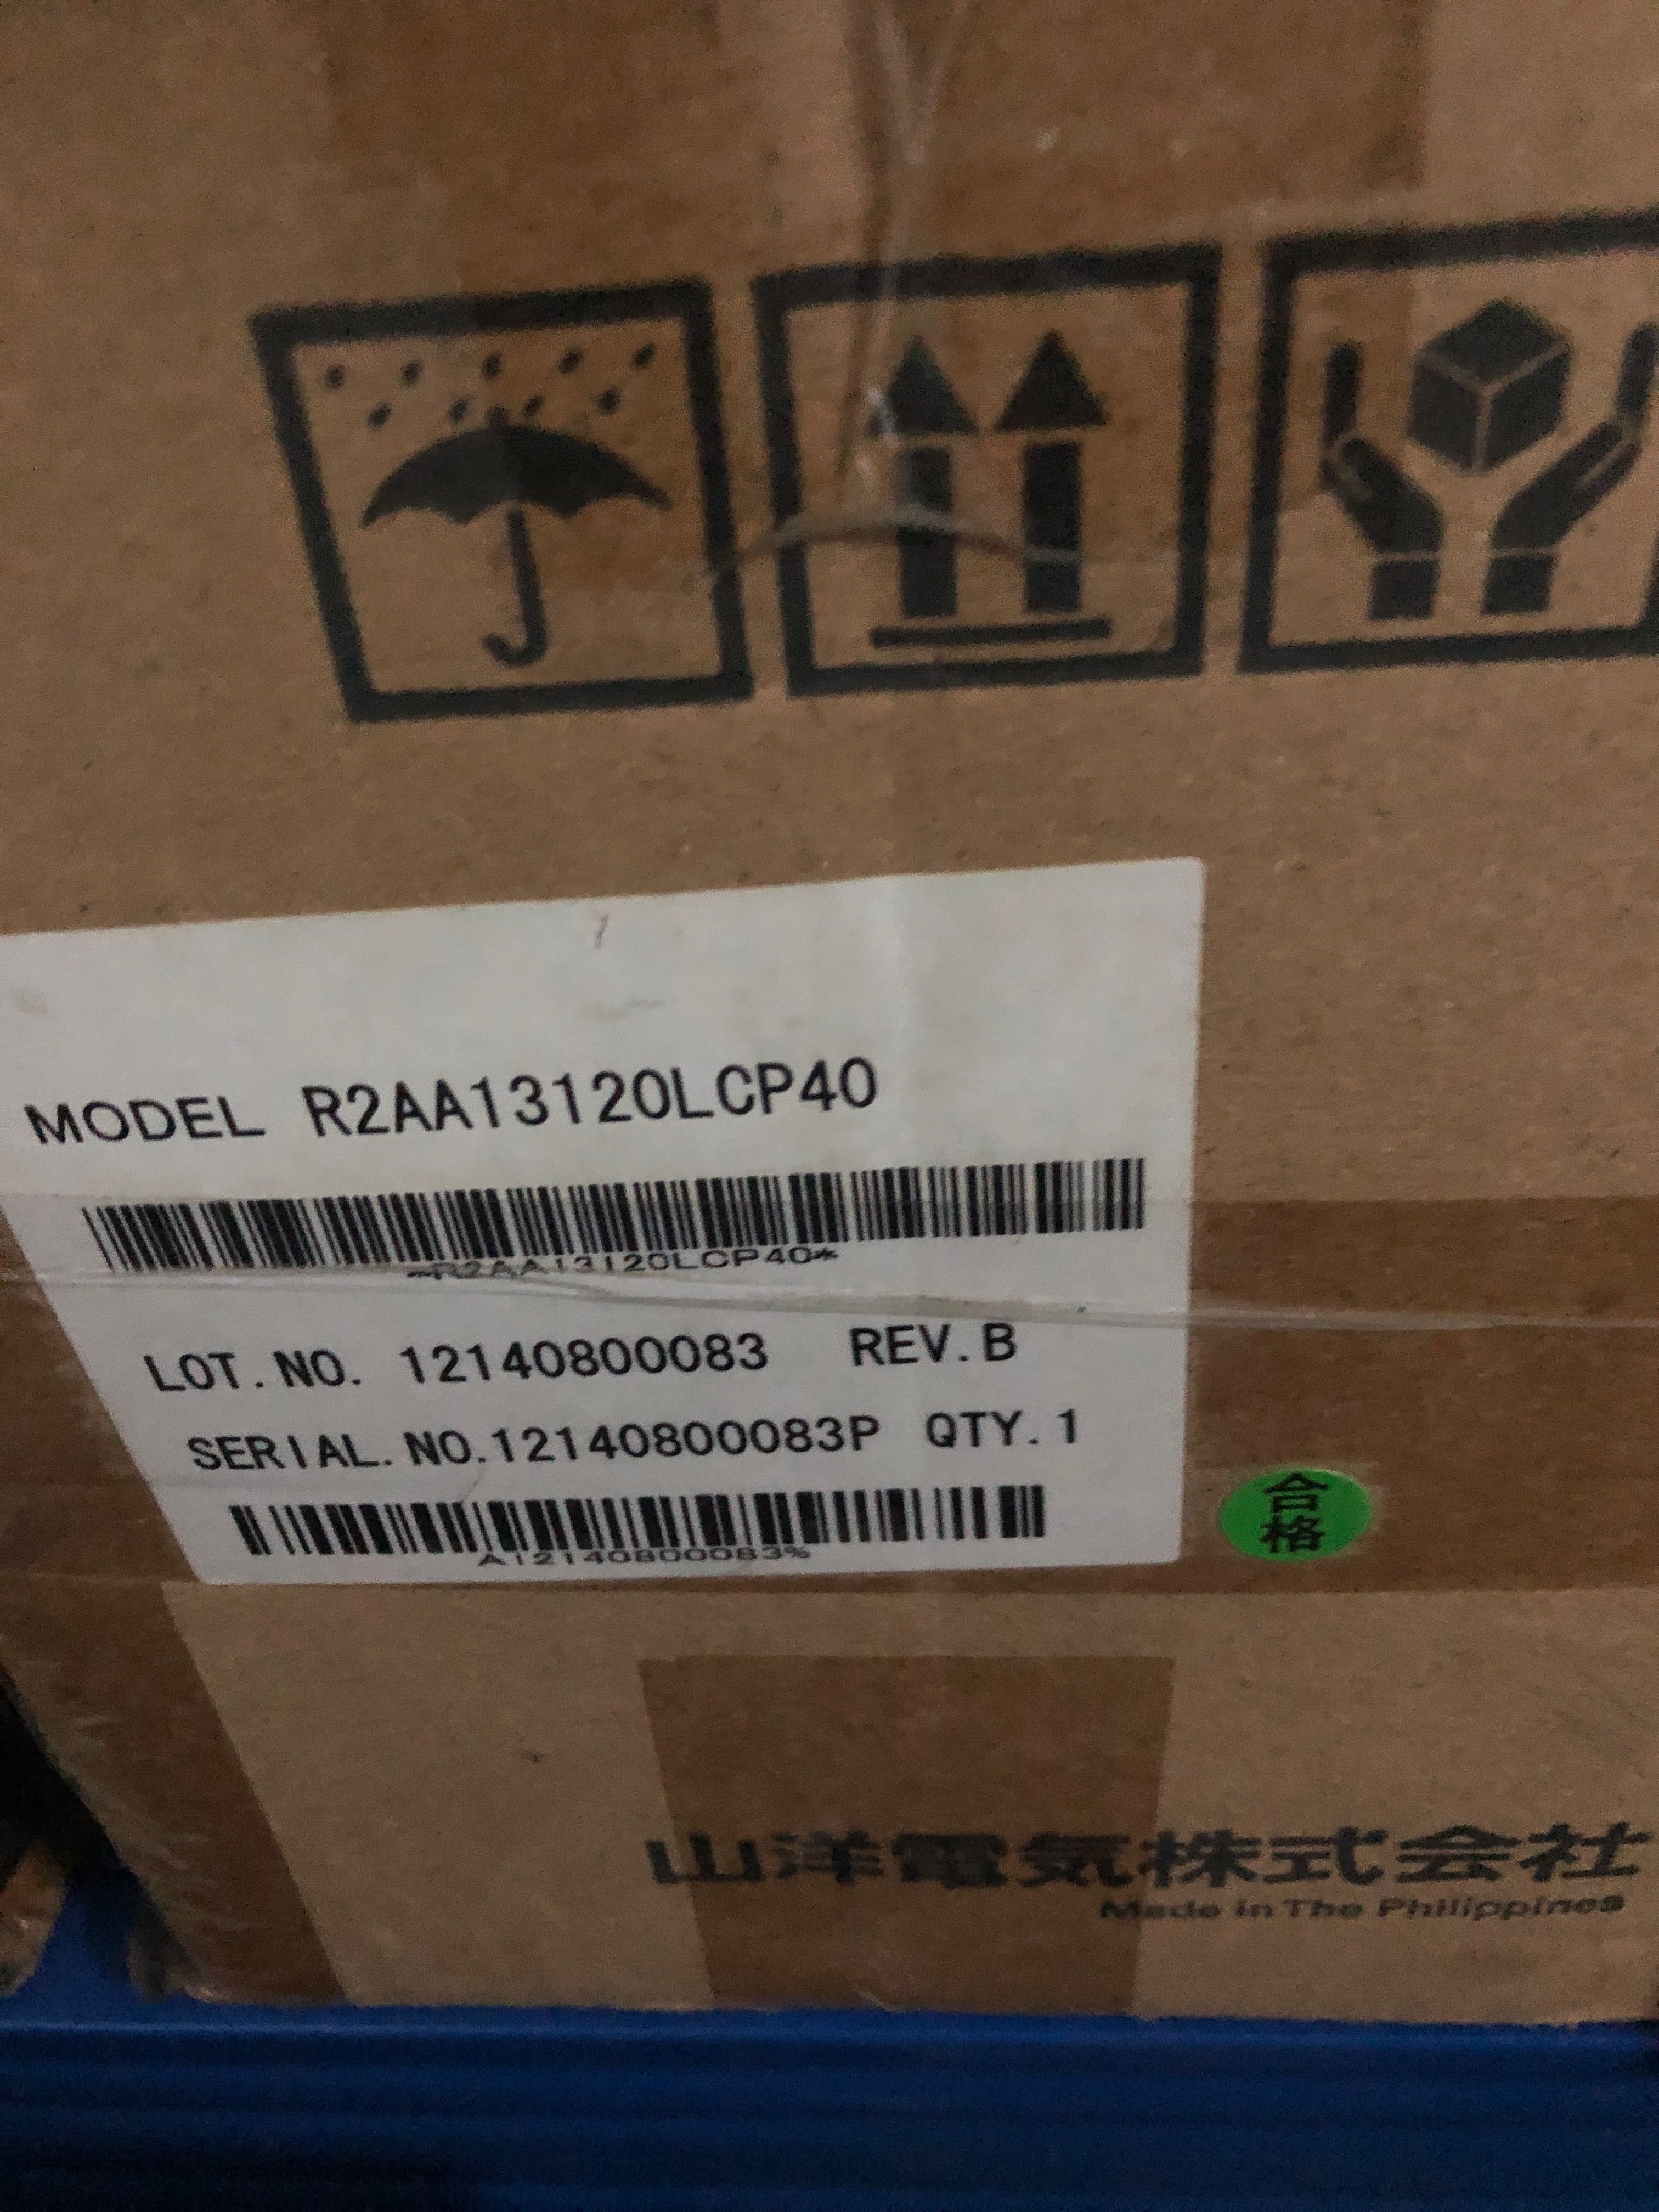 MODEL R2AA13120LCP40
*R2AA13120LCP40*
LOT.NO. 12140800083 REV.B
SERIAL.NO.12140800083P QTY.1
A12140800083%
合
格
山洋電気株式会社
Made in The Philippines